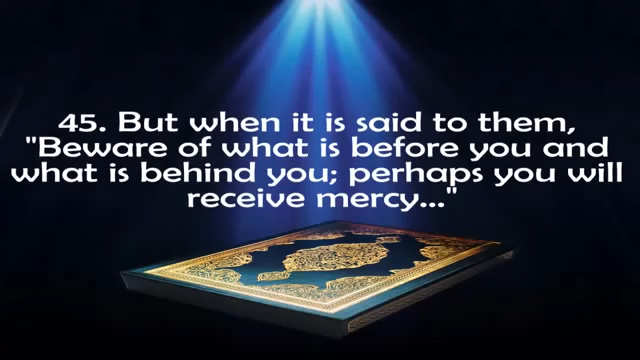 45. But when it is said to them,
"Beware of what is before you and
what is behind you; perhaps you will
receive mercy..."